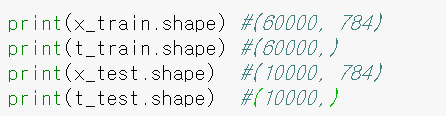 print(x_train.shape) #(60000, 784)
print(t_train.shape) #(60000,)
print(x_test.shape)  #(10000, 784)
print(t_test.shape)  #(10000,)